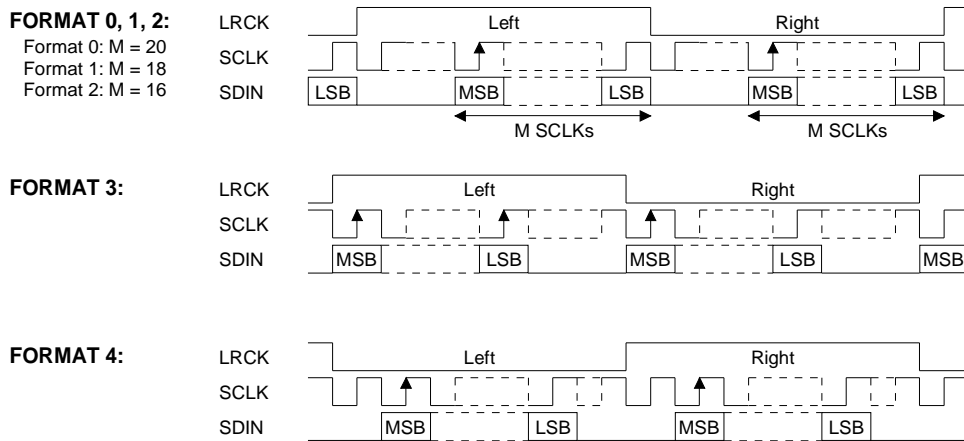 FORMAT 0, 1, 2:
Format 0: M = 20
Format 1: M = 18
Format 2: M = 16
LRCK Left Right
SCLK
SDIN LSB MSB LSB MSB LSB
M SCLKs M SCLKs
FORMAT 3:
LRCK Left Right
SCLK
SDIN MSB LSB MSB LSB MSB
FORMAT 4:
LRCK Left Right
SCLK
SDIN MSB LSB MSB LSB